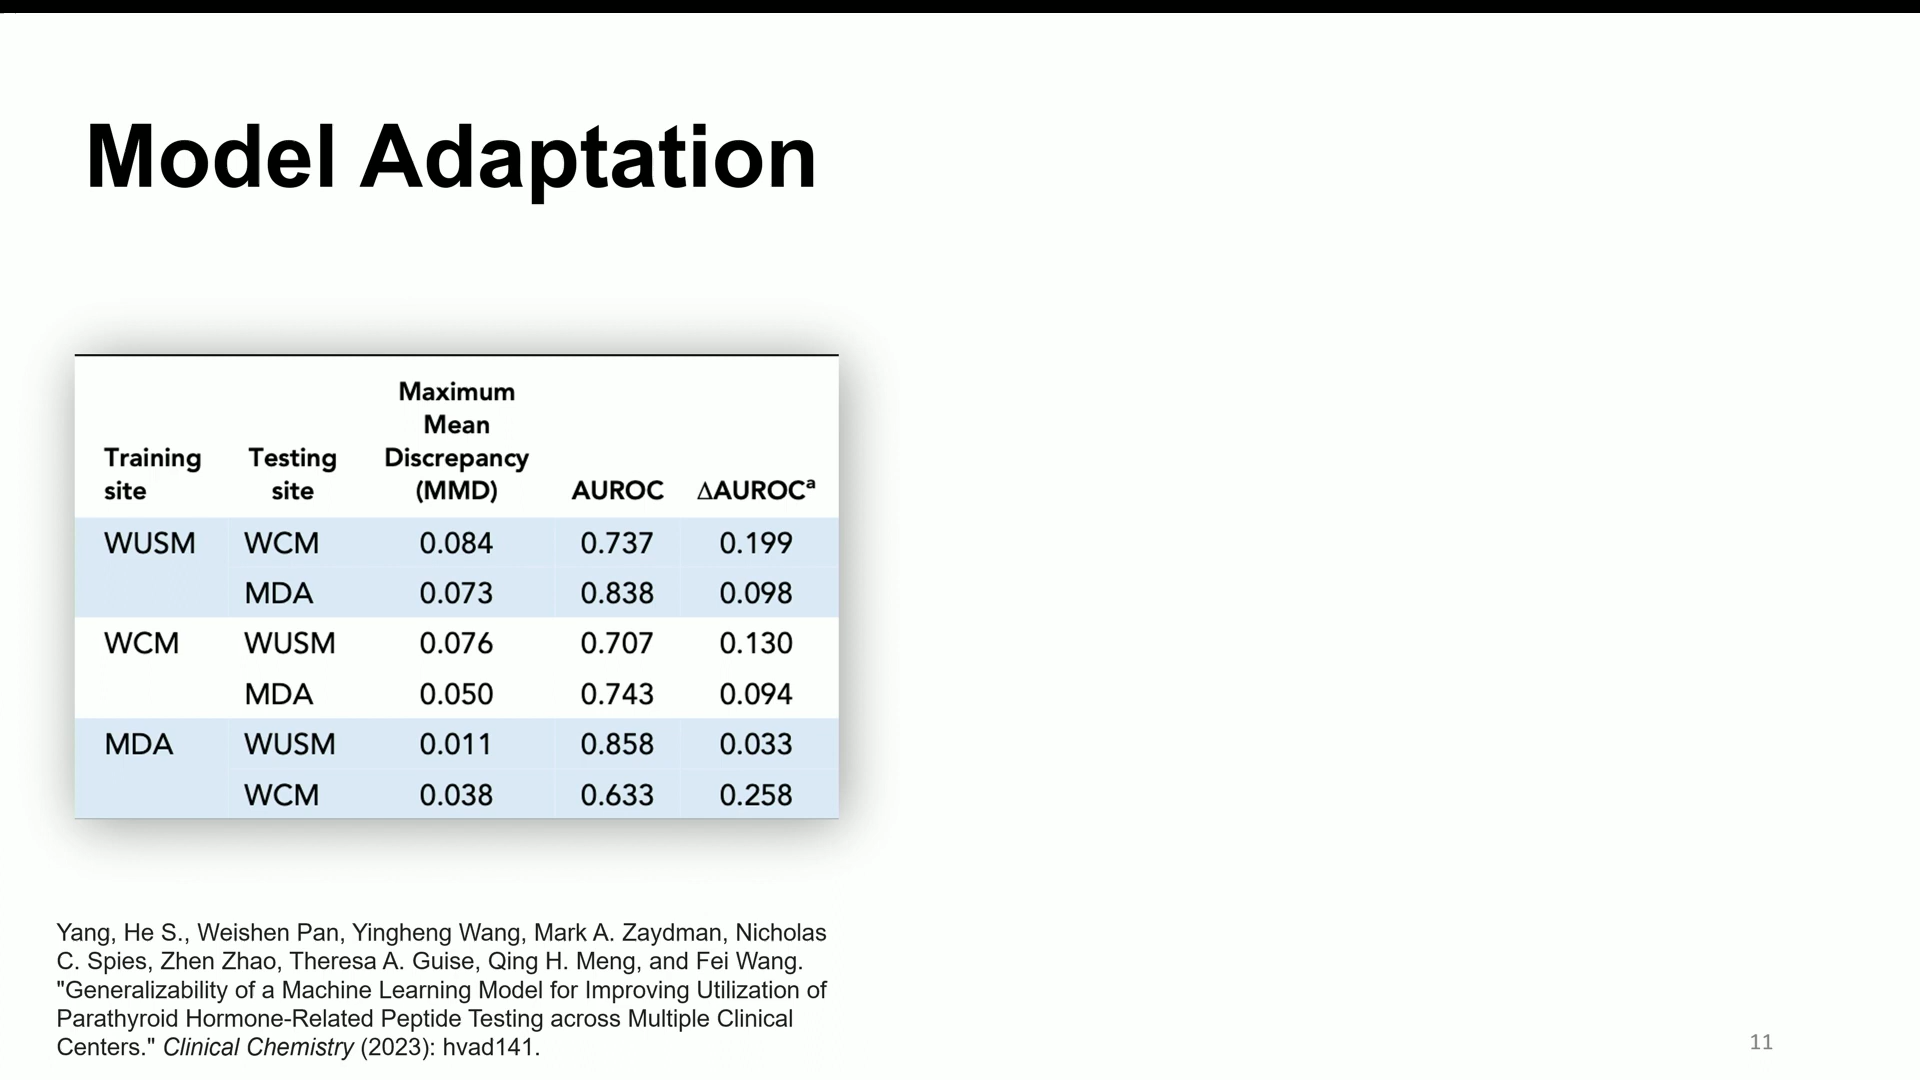 Model Adaptation
Maximum
Mean
Training Testing Discrepancy
site site (MMD) AUROC ΔAUROCᵃ
WUSM WCM 0.084 0.737 0.199
MDA 0.073 0.838 0.098
WCM WUSM 0.076 0.707 0.130
MDA 0.050 0.743 0.094
MDA WUSM 0.011 0.858 0.033
WCM 0.038 0.633 0.258
Yang, He S., Weishen Pan, Yingheng Wang, Mark A. Zaydman, Nicholas
C. Spies, Zhen Zhao, Theresa A. Guise, Qing H. Meng, and Fei Wang.
"Generalizability of a Machine Learning Model for Improving Utilization of
Parathyroid Hormone-Related Peptide Testing across Multiple Clinical
Centers." Clinical Chemistry (2023): hvad141.
11